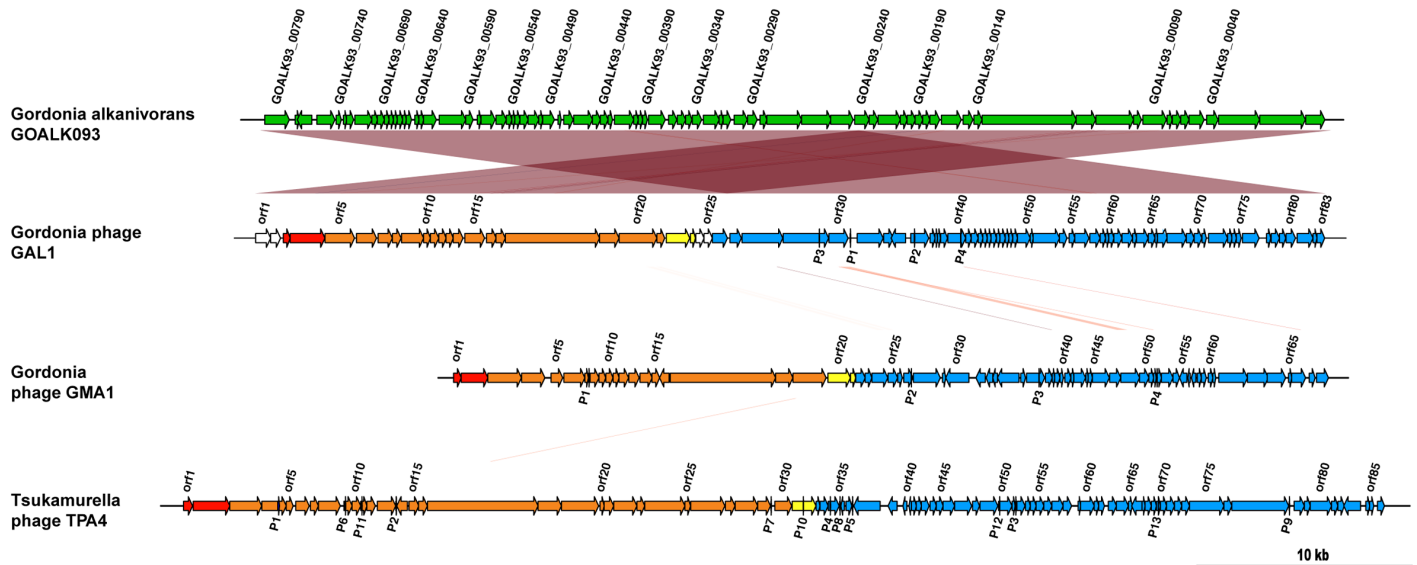 GOALK93_00790 GOALK93_00740 GOALK93_00690 GOALK93_00640 GOALK93_00590 GOALK93_00540 GOALK93_00490 GOALK93_00440 GOALK93_00390 GOALK93_00340 GOALK93_00290 GOALK93_00240 GOALK93_00190 GOALK93_00140 GOALK93_00090 GOALK93_00040
Gordonia alkanivorans
GOALK093
orf1 orf5 orf10 orf15 orf20 orf25 orf30 orf40 orf50 orf55 orf60 orf65 orf70 orf75 orf80 orf83
Gordonia phage
GAL1
P3 P1 P2 P4
orf1 orf5 orf10 orf15 orf20 orf25 orf30 orf40 orf45 orf50 orf55 orf60 orf65
Gordonia
phage GMA1
P1 P2 P3 P4
orf1 orf5 orf10 orf15 orf20 orf25 orf30 orf35 orf40 orf45 orf50 orf55 orf60 orf65 orf70 orf75 orf80 orf85
Tsukamurella
phage TPA4
P1 P6 P11 P2 P7 P10 P4 P8 P5 P12 P3 P13 P9
10 kb